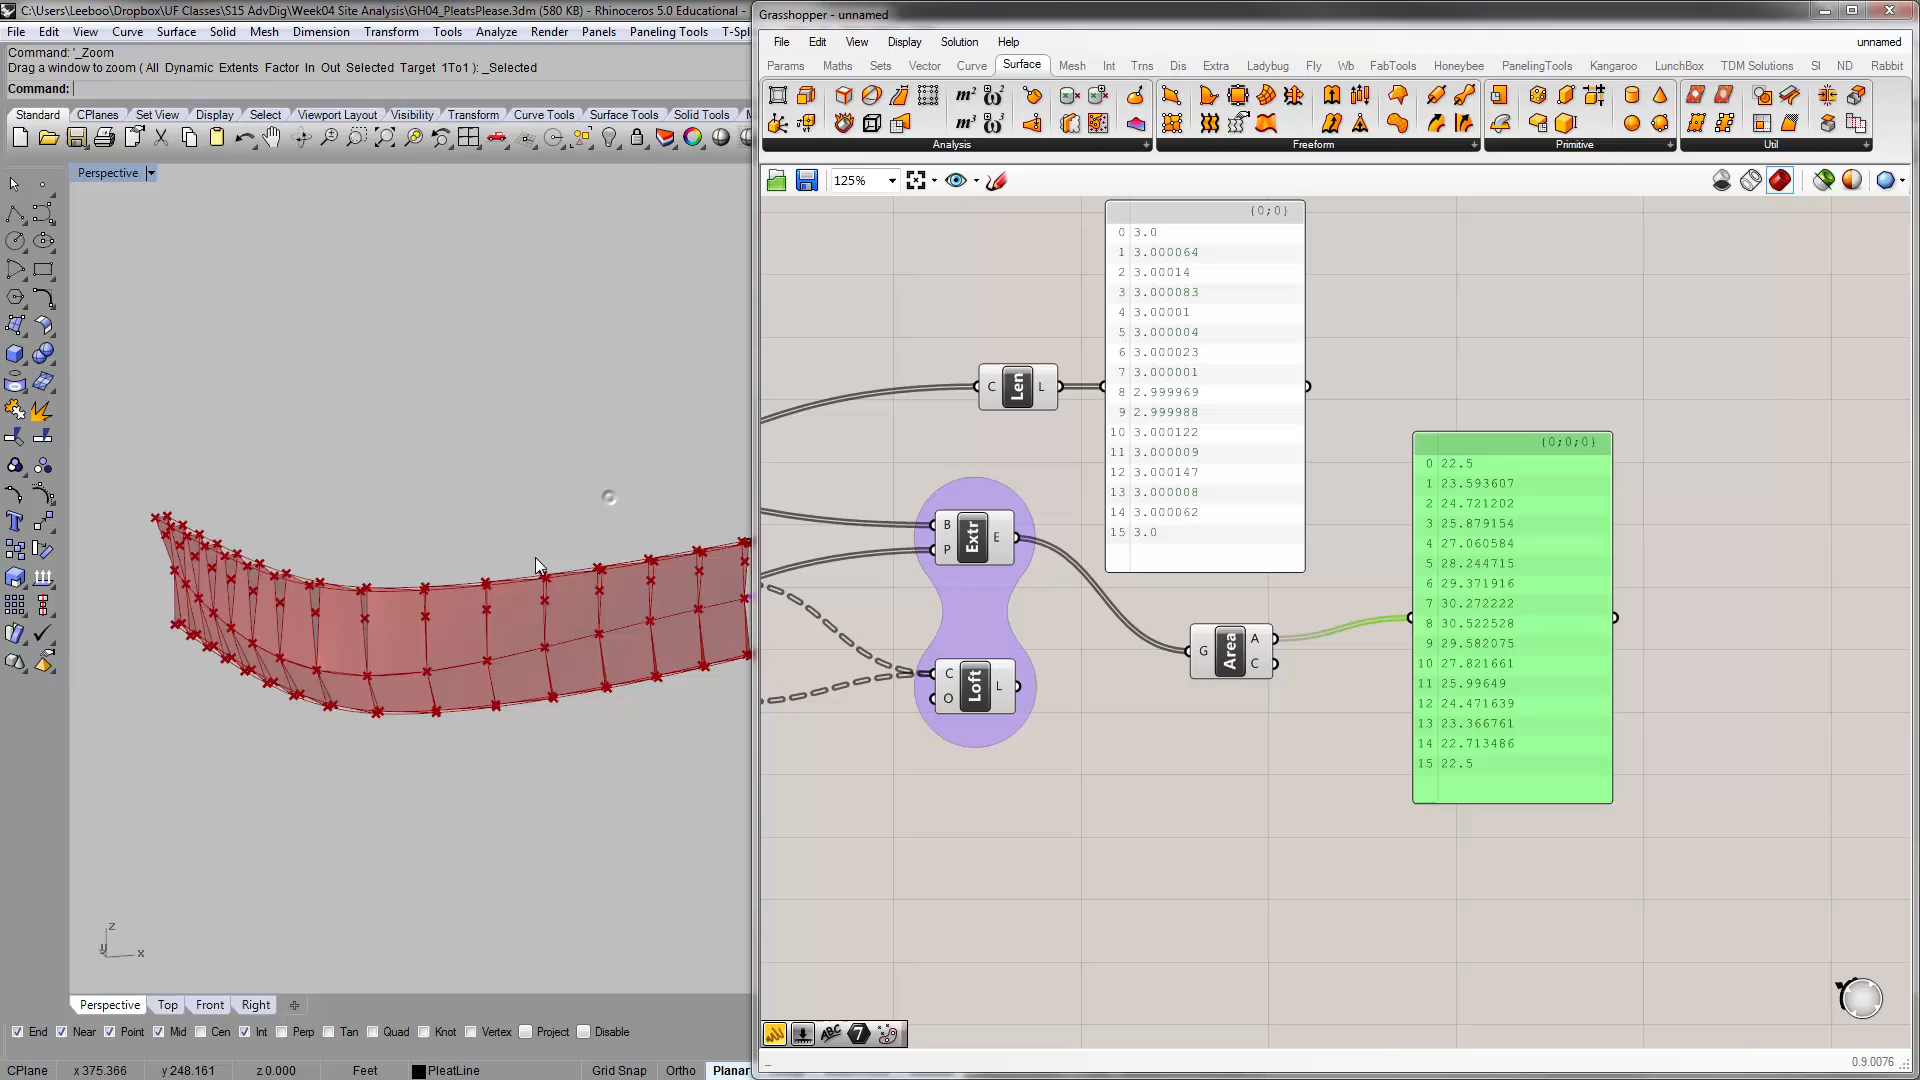 C:\Users\Leeboo\Dropbox\UF Classes\S15 AdvDig\Week04 Site Analysis\GH04_PleatsPlease.3dm (580 KB) - Rhinoceros 5.0 Educational -
File Edit View Curve Surface Solid Mesh Dimension Transform Tools Analyze Render Panels Paneling Tools T-Spl
Command: '_Zoom
Drag a window to zoom ( All Dynamic Extents Factor In Out Selected Target 1To1 ): _Selected
Command:
Standard CPlanes Set View Display Select Viewport Layout Visibility Transform Curve Tools Surface Tools Solid Tools
Perspective
z
y x
Perspective Top Front Right
End Near Point Mid Cen Int Perp Tan Quad Knot Vertex Project Disable
CPlane x 375.366 y 248.161 z 0.000 Feet PleatLine Grid Snap Ortho Planar
Grasshopper - unnamed
File Edit View Display Solution Help unnamed
Params Maths Sets Vector Curve Surface Mesh Int Trns Dis Extra Ladybug Fly Wb FabTools Honeybee PanelingTools Kangaroo LunchBox TDM Solutions SI ND Rabbit
m² m³
Analysis Freeform Primitive Util
125%
{0;0}
0 3.0
1 3.000064
2 3.00014
3 3.000083
4 3.00001
5 3.000004
6 3.000023
7 3.000001
8 2.999969
9 2.999988
10 3.000122
11 3.000009
12 3.000147
13 3.000008
14 3.000062
15 3.0
C Len L
B P Extr E
C O Loft L
G Area A C
{0;0;0}
0 22.5
1 23.593607
2 24.721202
3 25.879154
4 27.060584
5 28.244715
6 29.371916
7 30.272222
8 30.522528
9 29.582075
10 27.821661
11 25.99649
12 24.471639
13 23.366761
14 22.713486
15 22.5
ABC 7
0.9.0076